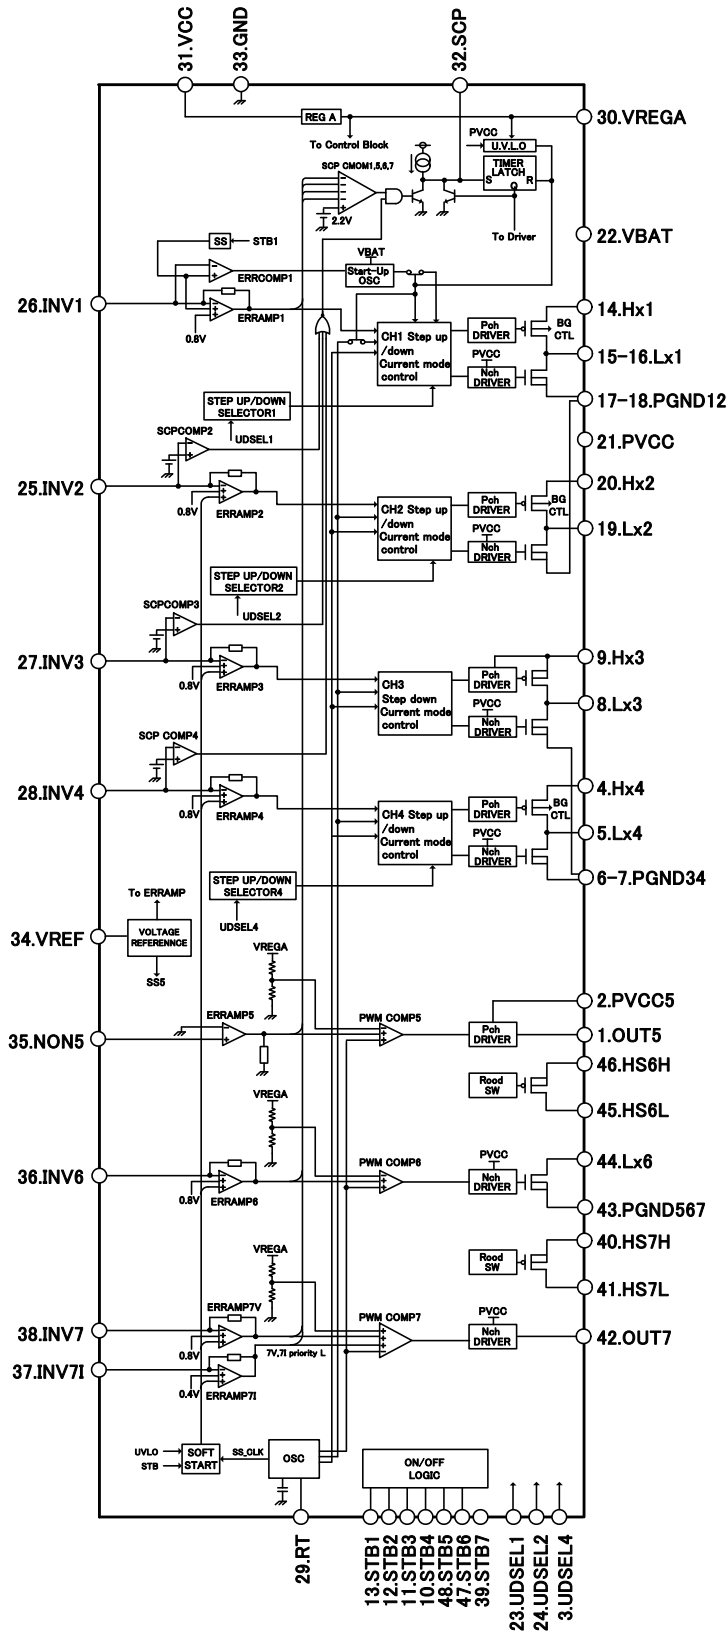 31.VCC
33.GND
32.SCP
REG A
30.VREGA
To Control Block
PVCC
U.V.L.O
SCP CMOM1,5,6,7
TIMER
LATCH
S
R
Q
2.2V
To Driver
22.VBAT
SS
STB1
VBAT
ERRCOMP1
Start-Up
OSC
26.INV1
ERRAMP1
0.8V
14.Hx1
Pch
DRIVER
BG
CTL
CH1 Step up
/down
Current mode
control
15-16.Lx1
PVCC
Nch
DRIVER
17-18.PGND12
STEP UP/DOWN
SELECTOR1
UDSEL1
21.PVCC
SCPCOMP2
25.INV2
0.8V
ERRAMP2
20.Hx2
Pch
DRIVER
BG
CTL
CH2 Step up
/down
Current mode
control
19.Lx2
PVCC
Nch
DRIVER
STEP UP/DOWN
SELECTOR2
UDSEL2
SCPCOMP3
27.INV3
0.8V
ERRAMP3
9.Hx3
Pch
DRIVER
CH3
Step down
Current mode
control
8.Lx3
PVCC
Nch
DRIVER
SCP COMP4
28.INV4
0.8V
ERRAMP4
4.Hx4
Pch
DRIVER
BG
CTL
CH4 Step up
/down
Current mode
control
5.Lx4
PVCC
Nch
DRIVER
6-7.PGND34
STEP UP/DOWN
SELECTOR4
UDSEL4
To ERRAMP
34.VREF
VOLTAGE
REFERENNCE
SS5
VREGA
2.PVCC5
ERRAMP5
PWM COMP5
35.NON5
Pch
DRIVER
1.OUT5
46.HS6H
Rood
SW
45.HS6L
VREGA
36.INV6
0.8V
ERRAMP6
PWM COMP6
PVCC
Nch
DRIVER
44.Lx6
43.PGND567
VREGA
40.HS7H
Rood
SW
41.HS7L
ERRAMP7V
38.INV7
0.8V
PWM COMP7
PVCC
Nch
DRIVER
42.OUT7
7V,7I priority L
37.INV7I
0.4V
ERRAMP7I
UVLO
STB
SOFT
START
SS_CLK
OSC
ON/OFF
LOGIC
29.RT
13.STB1
12.STB2
11.STB3
10.STB4
48.STB5
47.STB6
39.STB7
23.UDSEL1
24.UDSEL2
3.UDSEL4